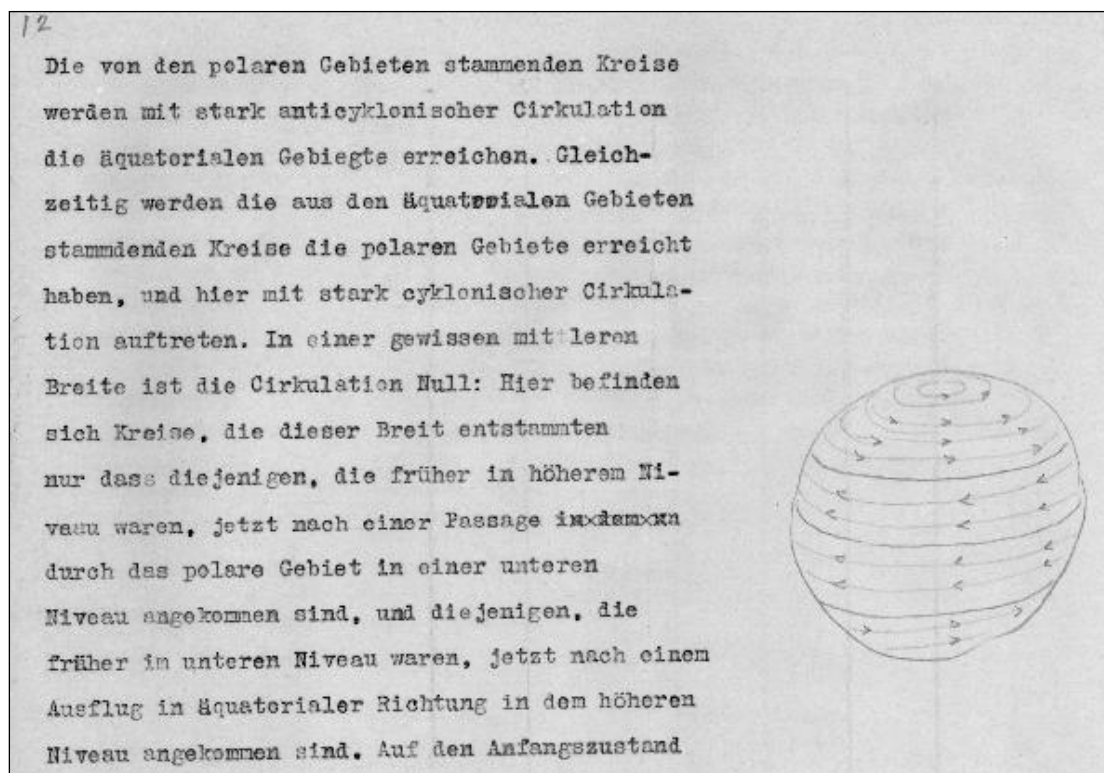 12
Die von den polaren Gebieten stammenden Kreise
werden mit stark anticyklonischer Cirkulation
die äquatorialen Gebiegte erreichen. Gleich-
zeitig werden die aus den äquatorialen Gebieten
stammdenden Kreise die polaren Gebiete erreicht
haben, und hier mit stark cyklonischer Cirkula-
tion auftreten. In einer gewissen mittleren
Breite ist die Cirkulation Null: Hier befinden
sich Kreise, die dieser Breit entstammten
nur dass diejenigen, die früher in höherem Ni-
veau waren, jetzt nach einer Passage
durch das polare Gebiet in einer unteren
Niveau angekommen sind, und diejenigen, die
früher im unteren Niveau waren, jetzt nach einem
Ausflug in äquatorialer Richtung in dem höheren
Niveau angekommen sind. Auf den Anfangszustand